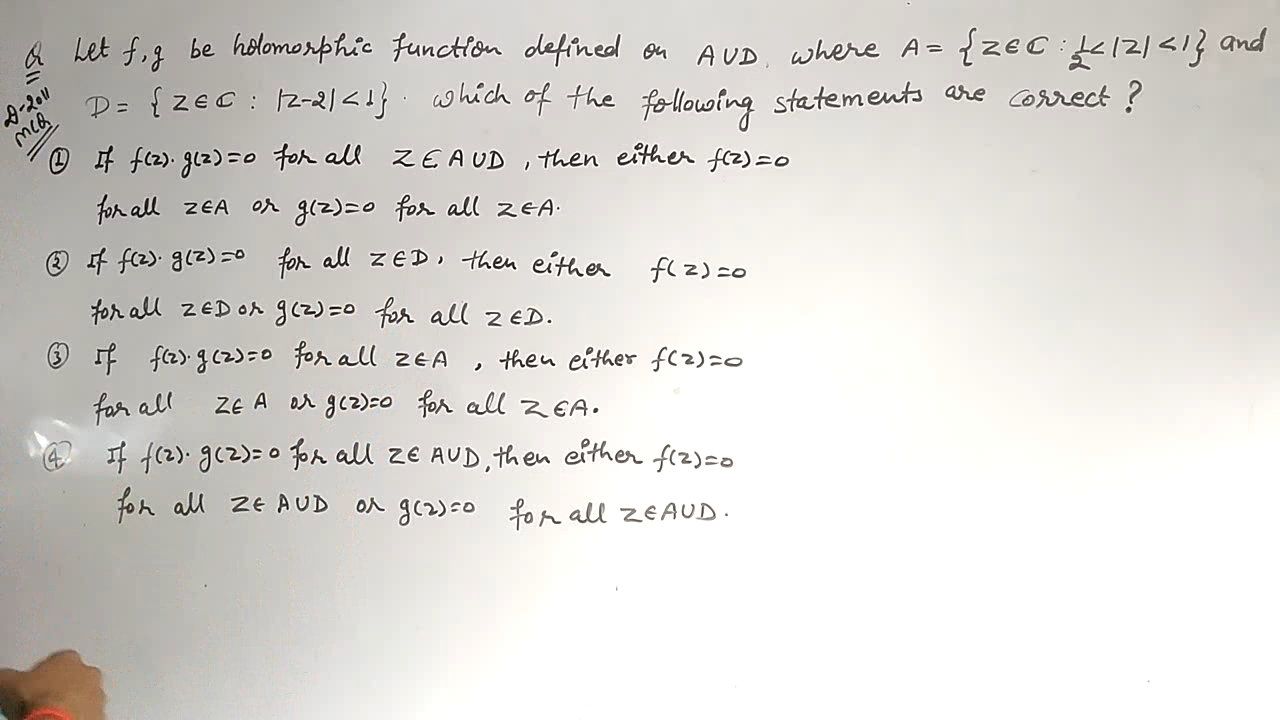 Q Let f,g be holomorphic function defined on A∪D, where A = {z∈ℂ : 1/2<|z|<1} and
D-2011 D = {z∈ℂ : |z-2|<1}. which of the following statements are correct?
MCQ
① If f(z)·g(z)=0 for all z∈A∪D, then either f(z)=0
for all z∈A or g(z)=0 for all z∈A.
② If f(z)·g(z)=0 for all z∈D, then either f(z)=0
for all z∈D or g(z)=0 for all z∈D.
③ If f(z)·g(z)=0 for all z∈A, then either f(z)=0
for all z∈A or g(z)=0 for all z∈A.
④ If f(z)·g(z)=0 for all z∈A∪D, then either f(z)=0
for all z∈A∪D or g(z)=0 for all z∈A∪D.